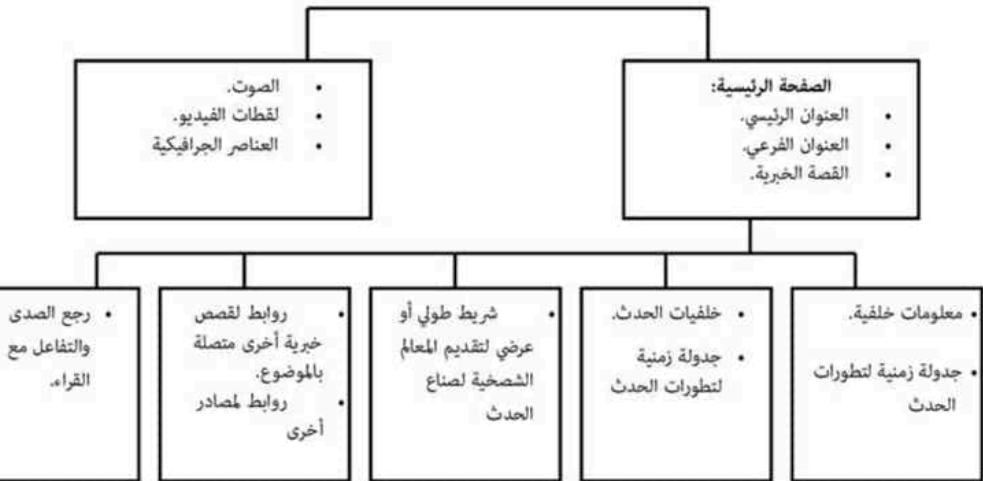 الصفحة الرئيسية:
• العنوان الرئيسي.
• العنوان الفرعي.
• القصة الخبرية.
• الصوت.
• لقطات الفيديو.
• العناصر الجرافيكية
• معلومات خلفية.
• جدولة زمنية لتطورات
الحدث
• خلفيات الحدث.
• جدولة زمنية
لتطورات الحدث
• شريط طولي أو
عرضي لتقديم المعالم
الشصخية لصناع
الحدث
• روابط لقصص
خبرية أخرى متصلة
بالموضوع.
• روابط لمصادر
أخرى
• رجع الصدى
والتفاعل مع
القراء.